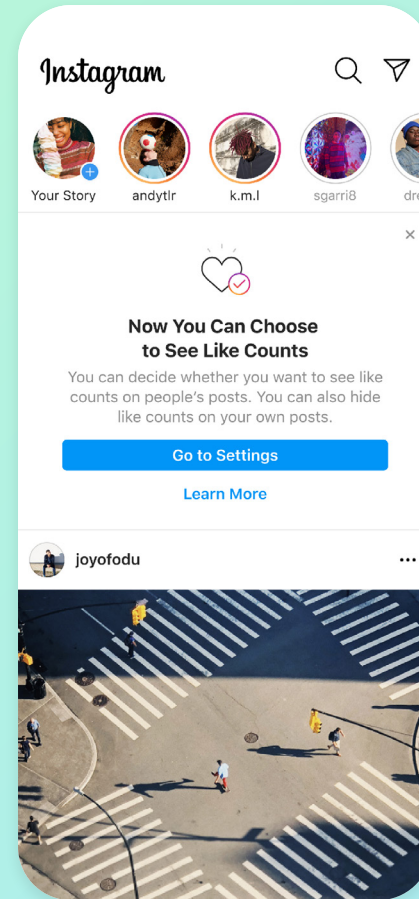 Instagram
Your Story
andytlr
k.m.l
sgarri8
Now You Can Choose
to See Like Counts
You can decide whether you want to see like
counts on people's posts. You can also hide
like counts on your own posts.
Go to Settings
Learn More
joyofodu